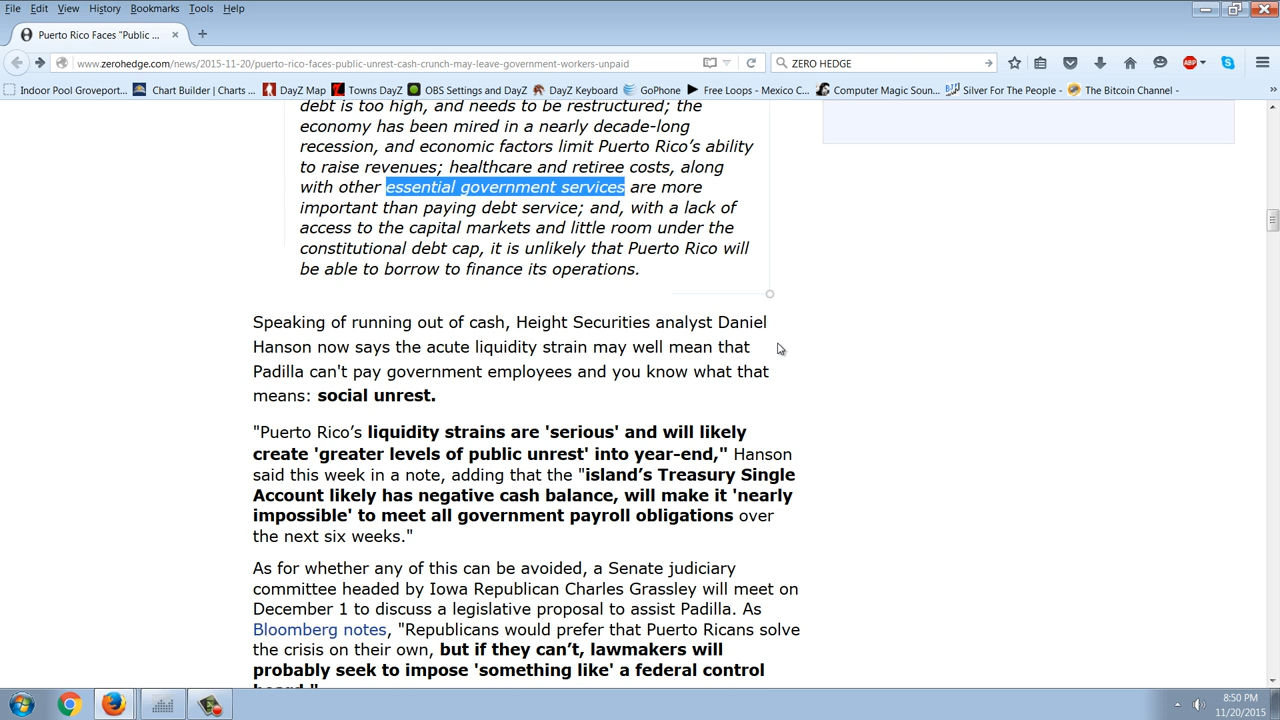 File Edit View History Bookmarks Tools Help
Puerto Rico Faces "Public ...
www.zerohedge.com/news/2015-11-20/puerto-rico-faces-public-unrest-cash-crunch-may-leave-government-workers-unpaid
ZERO HEDGE
ABP
Indoor Pool Groveport... Chart Builder | Charts ... DayZ Map Towns DayZ OBS Settings and DayZ DayZ Keyboard GoPhone Free Loops - Mexico C... Computer Magic Soun... Silver For The People - The Bitcoin Channel -
debt is too high, and needs to be restructured; the
economy has been mired in a nearly decade-long
recession, and economic factors limit Puerto Rico's ability
to raise revenues; healthcare and retiree costs, along
with other essential government services are more
important than paying debt service; and, with a lack of
access to the capital markets and little room under the
constitutional debt cap, it is unlikely that Puerto Rico will
be able to borrow to finance its operations.
Speaking of running out of cash, Height Securities analyst Daniel
Hanson now says the acute liquidity strain may well mean that
Padilla can't pay government employees and you know what that
means: social unrest.
"Puerto Rico's liquidity strains are 'serious' and will likely
create 'greater levels of public unrest' into year-end," Hanson
said this week in a note, adding that the "island's Treasury Single
Account likely has negative cash balance, will make it 'nearly
impossible' to meet all government payroll obligations over
the next six weeks."
As for whether any of this can be avoided, a Senate judiciary
committee headed by Iowa Republican Charles Grassley will meet on
December 1 to discuss a legislative proposal to assist Padilla. As
Bloomberg notes, "Republicans would prefer that Puerto Ricans solve
the crisis on their own, but if they can't, lawmakers will
probably seek to impose 'something like' a federal control
board."
8:50 PM
11/20/2015